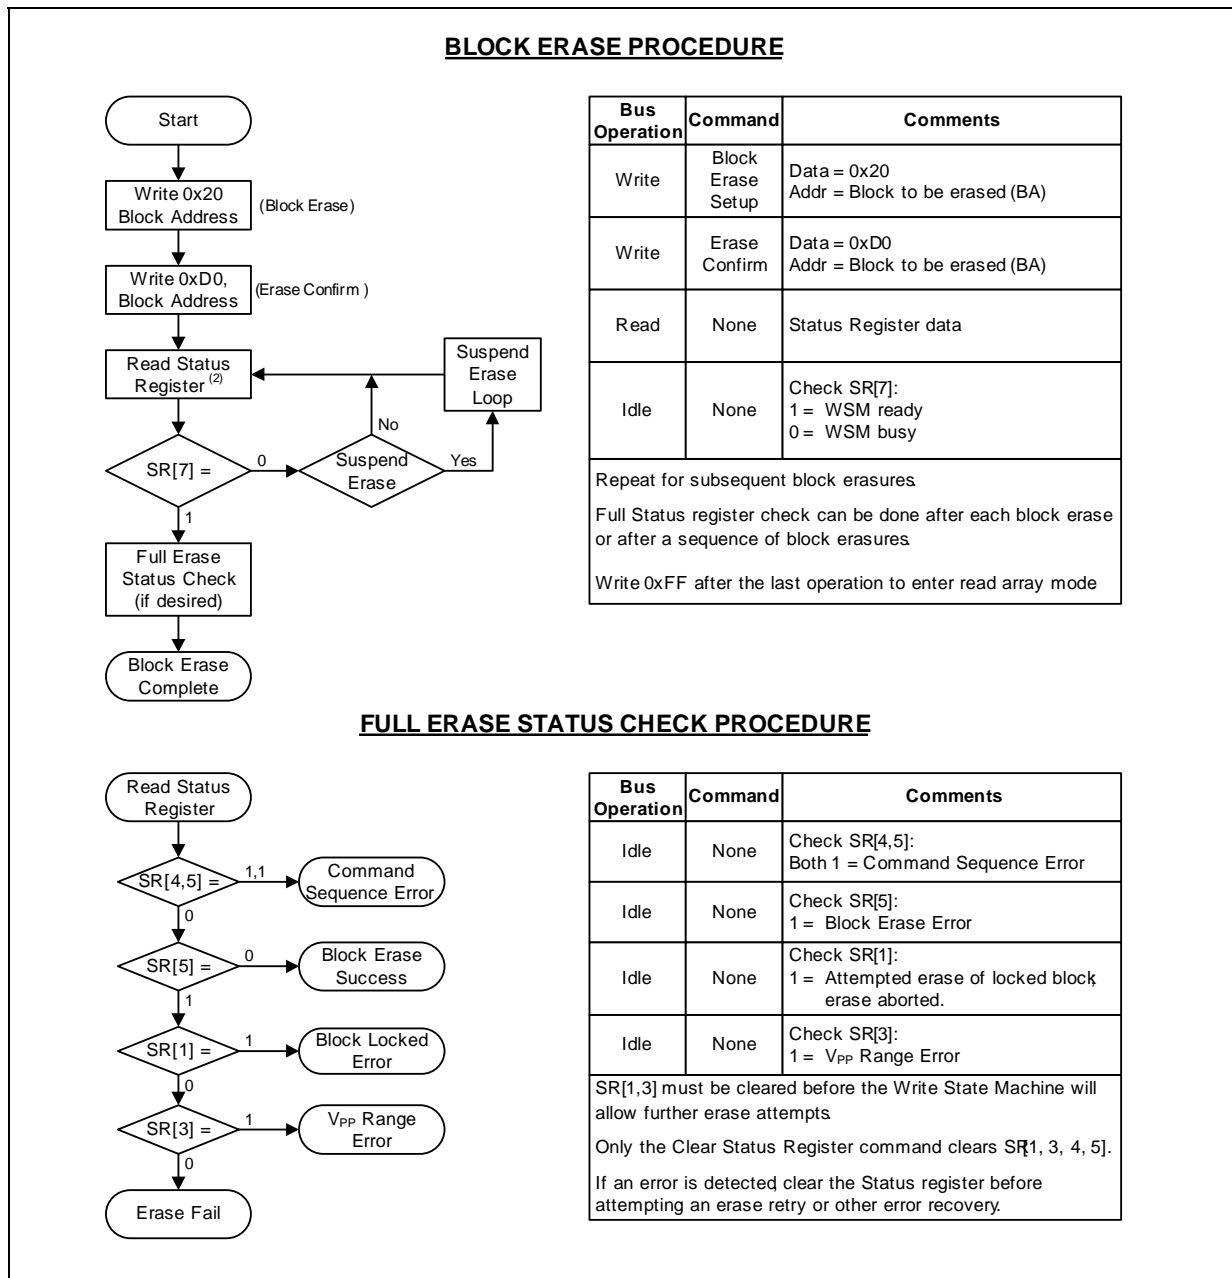 BLOCK ERASE PROCEDURE
Start
Write 0x20
Block Address
(Block Erase)
Write 0xD0,
Block Address
(Erase Confirm )
Read Status
Register (2)
Suspend
Erase
Loop
No
SR[7] =
0
Suspend
Erase
Yes
1
Full Erase
Status Check
(if desired)
Block Erase
Complete
Bus
Operation
Command
Comments
Write
Block
Erase
Setup
Data = 0x20
Addr = Block to be erased (BA)
Write
Erase
Confirm
Data = 0xD0
Addr = Block to be erased (BA)
Read
None
Status Register data
Idle
None
Check SR[7]:
1 = WSM ready
0 = WSM busy
Repeat for subsequent block erasures.
Full Status register check can be done after each block erase
or after a sequence of block erasures.
Write 0xFF after the last operation to enter read array mode
FULL ERASE STATUS CHECK PROCEDURE
Read Status
Register
SR[4,5] =
1,1
Command
Sequence Error
0
SR[5] =
0
Block Erase
Success
1
SR[1] =
1
Block Locked
Error
0
SR[3] =
1
VPP Range
Error
0
Erase Fail
Bus
Operation
Command
Comments
Idle
None
Check SR[4,5]:
Both 1 = Command Sequence Error
Idle
None
Check SR[5]:
1 = Block Erase Error
Idle
None
Check SR[1]:
1 = Attempted erase of locked block,
erase aborted.
Idle
None
Check SR[3]:
1 = VPP Range Error
SR[1,3] must be cleared before the Write State Machine will
allow further erase attempts.
Only the Clear Status Register command clears SR[1, 3, 4, 5].
If an error is detected, clear the Status register before
attempting an erase retry or other error recovery.